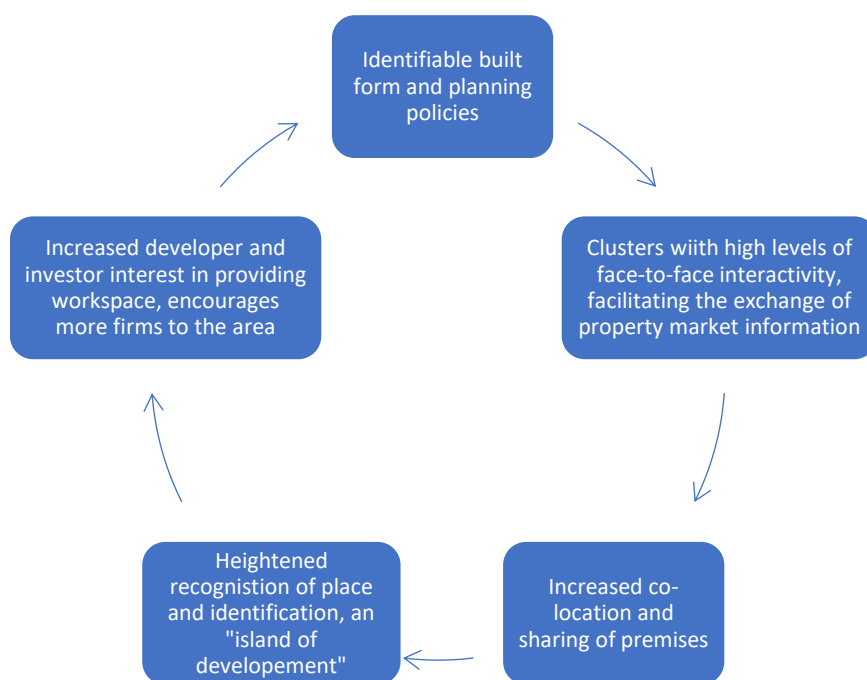 Identifiable built
form and planning
policies
Clusters wiith high levels of
face-to-face interactivity,
facilitating the exchange of
property market information
Increased co-
location and
sharing of premises
Heightened
recognistion of place
and identification, an
"island of
developement"
Increased developer and
investor interest in providing
workspace, encourages
more firms to the area